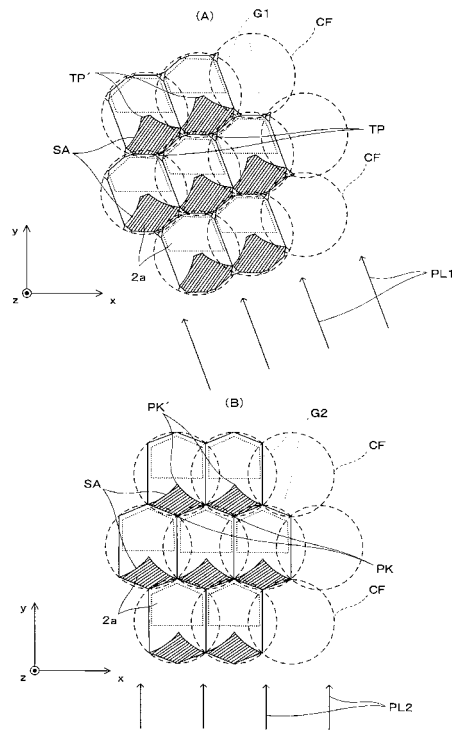 (A)
G1
CF
TP´
TP
SA
CF
y
2a
PL1
z
x
(B)
PK´
G2
CF
SA
PK
CF
y
2a
z
x
PL2